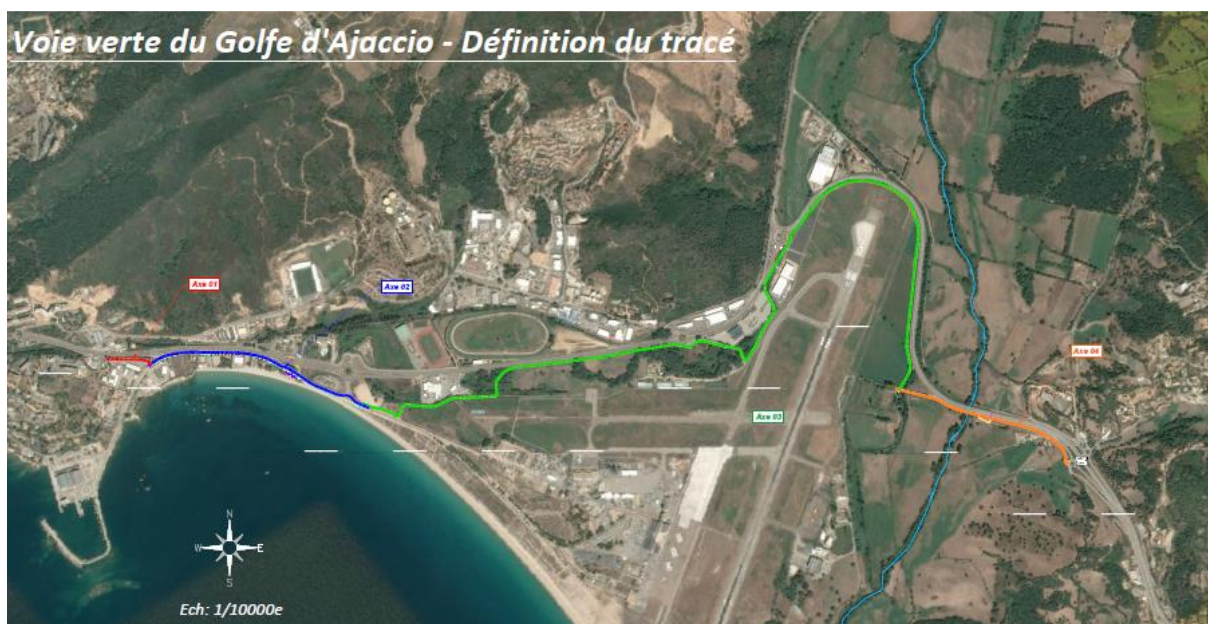 Voie verte du Golfe d'Ajaccio - Définition du tracé
Axe 01
Axe 02
Axe 04
Axe 03
N
W E
S
Ech: 1/10000e